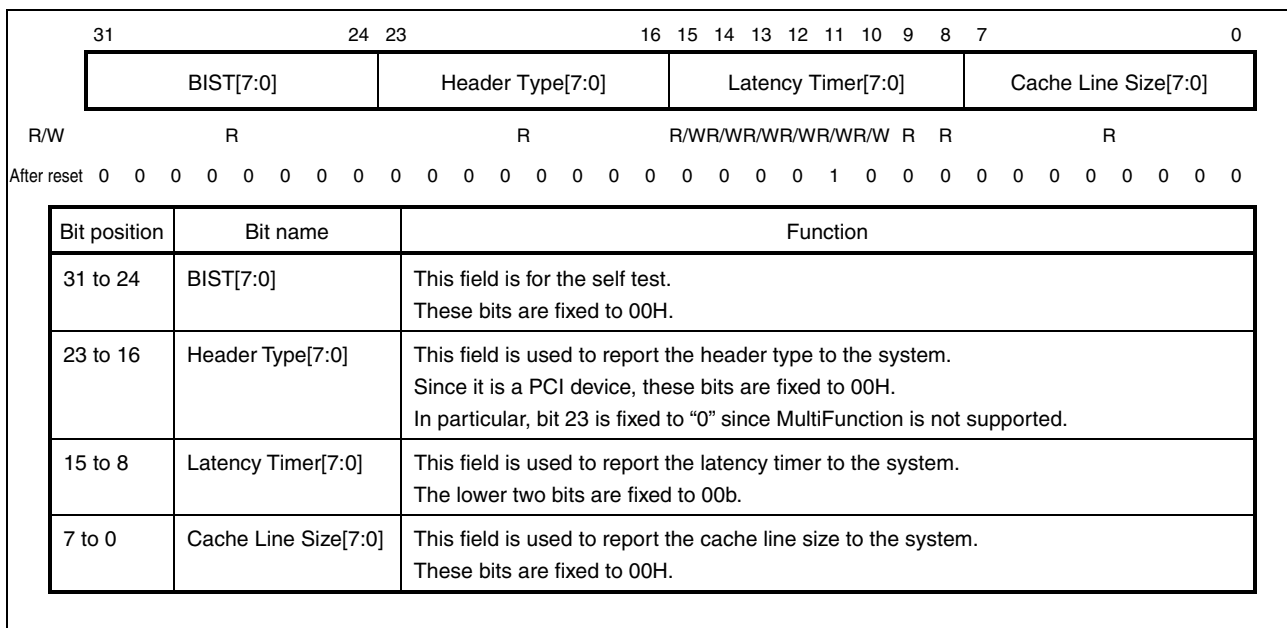 31 24 23 16 15 14 13 12 11 10 9 8 7 0
BIST[7:0] Header Type[7:0] Latency Timer[7:0] Cache Line Size[7:0]
R/W R R R/WR/WR/WR/WR/WR/W R R R
After reset 0 0 0 0 0 0 0 0 0 0 0 0 0 0 0 0 0 0 0 0 1 0 0 0 0 0 0 0 0 0 0 0
Bit position Bit name Function
31 to 24 BIST[7:0] This field is for the self test.
These bits are fixed to 00H.
23 to 16 Header Type[7:0] This field is used to report the header type to the system.
Since it is a PCI device, these bits are fixed to 00H.
In particular, bit 23 is fixed to “0” since MultiFunction is not supported.
15 to 8 Latency Timer[7:0] This field is used to report the latency timer to the system.
The lower two bits are fixed to 00b.
7 to 0 Cache Line Size[7:0] This field is used to report the cache line size to the system.
These bits are fixed to 00H.